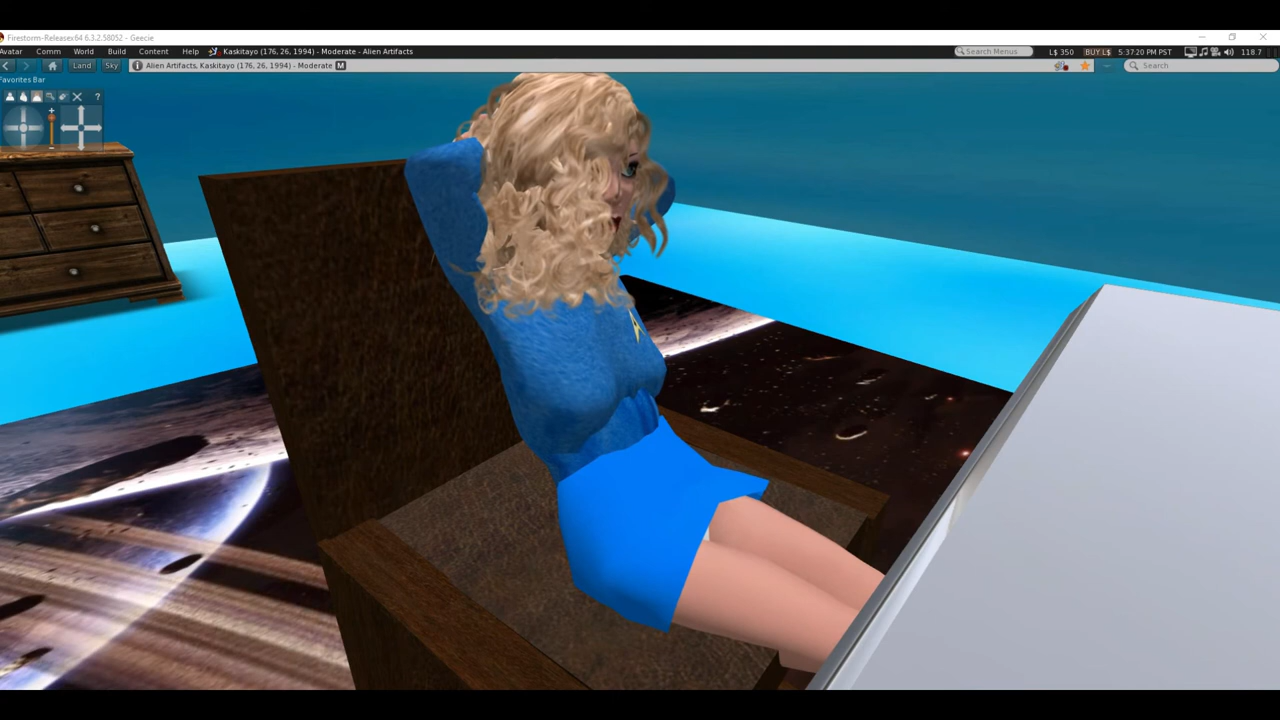 Firestorm-Releasex64 6.3.2.58052 - Geecie
Avatar Comm World Build Content Help Kaskitayo (176, 26, 1994) - Moderate - Alien Artifacts Search Menus L$ 350 BUY L$ 5:37:20 PM PST 118.7
Land Sky Alien Artifacts, Kaskitayo (176, 26, 1994) - Moderate M Search
Favorites Bar
?